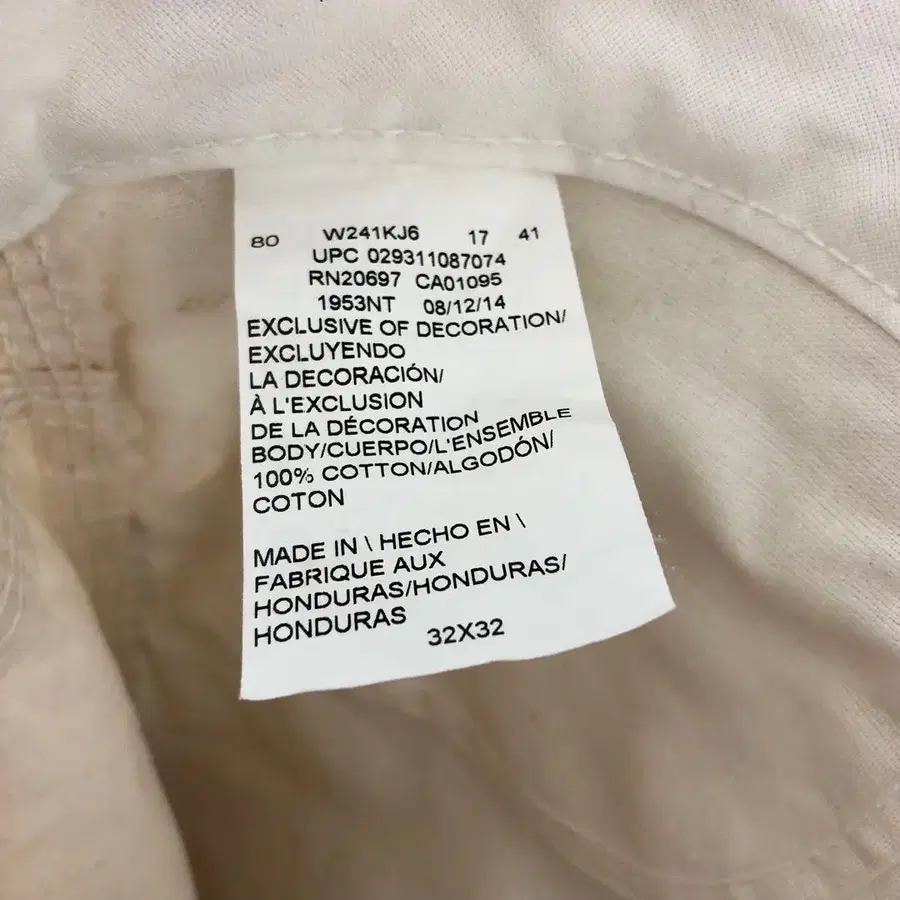 80 W241KJ6 17 41
UPC 029311087074
RN20697 CA01095
1953NT 08/12/14
EXCLUSIVE OF DECORATION/
EXCLUYENDO
LA DECORACIÓN/
À L'EXCLUSION
DE LA DÉCORATION
BODY/CUERPO/L'ENSEMBLE
100% COTTON/ALGODÓN/
COTON
MADE IN \ HECHO EN \
FABRIQUE AUX
HONDURAS/HONDURAS/
HONDURAS
32X32